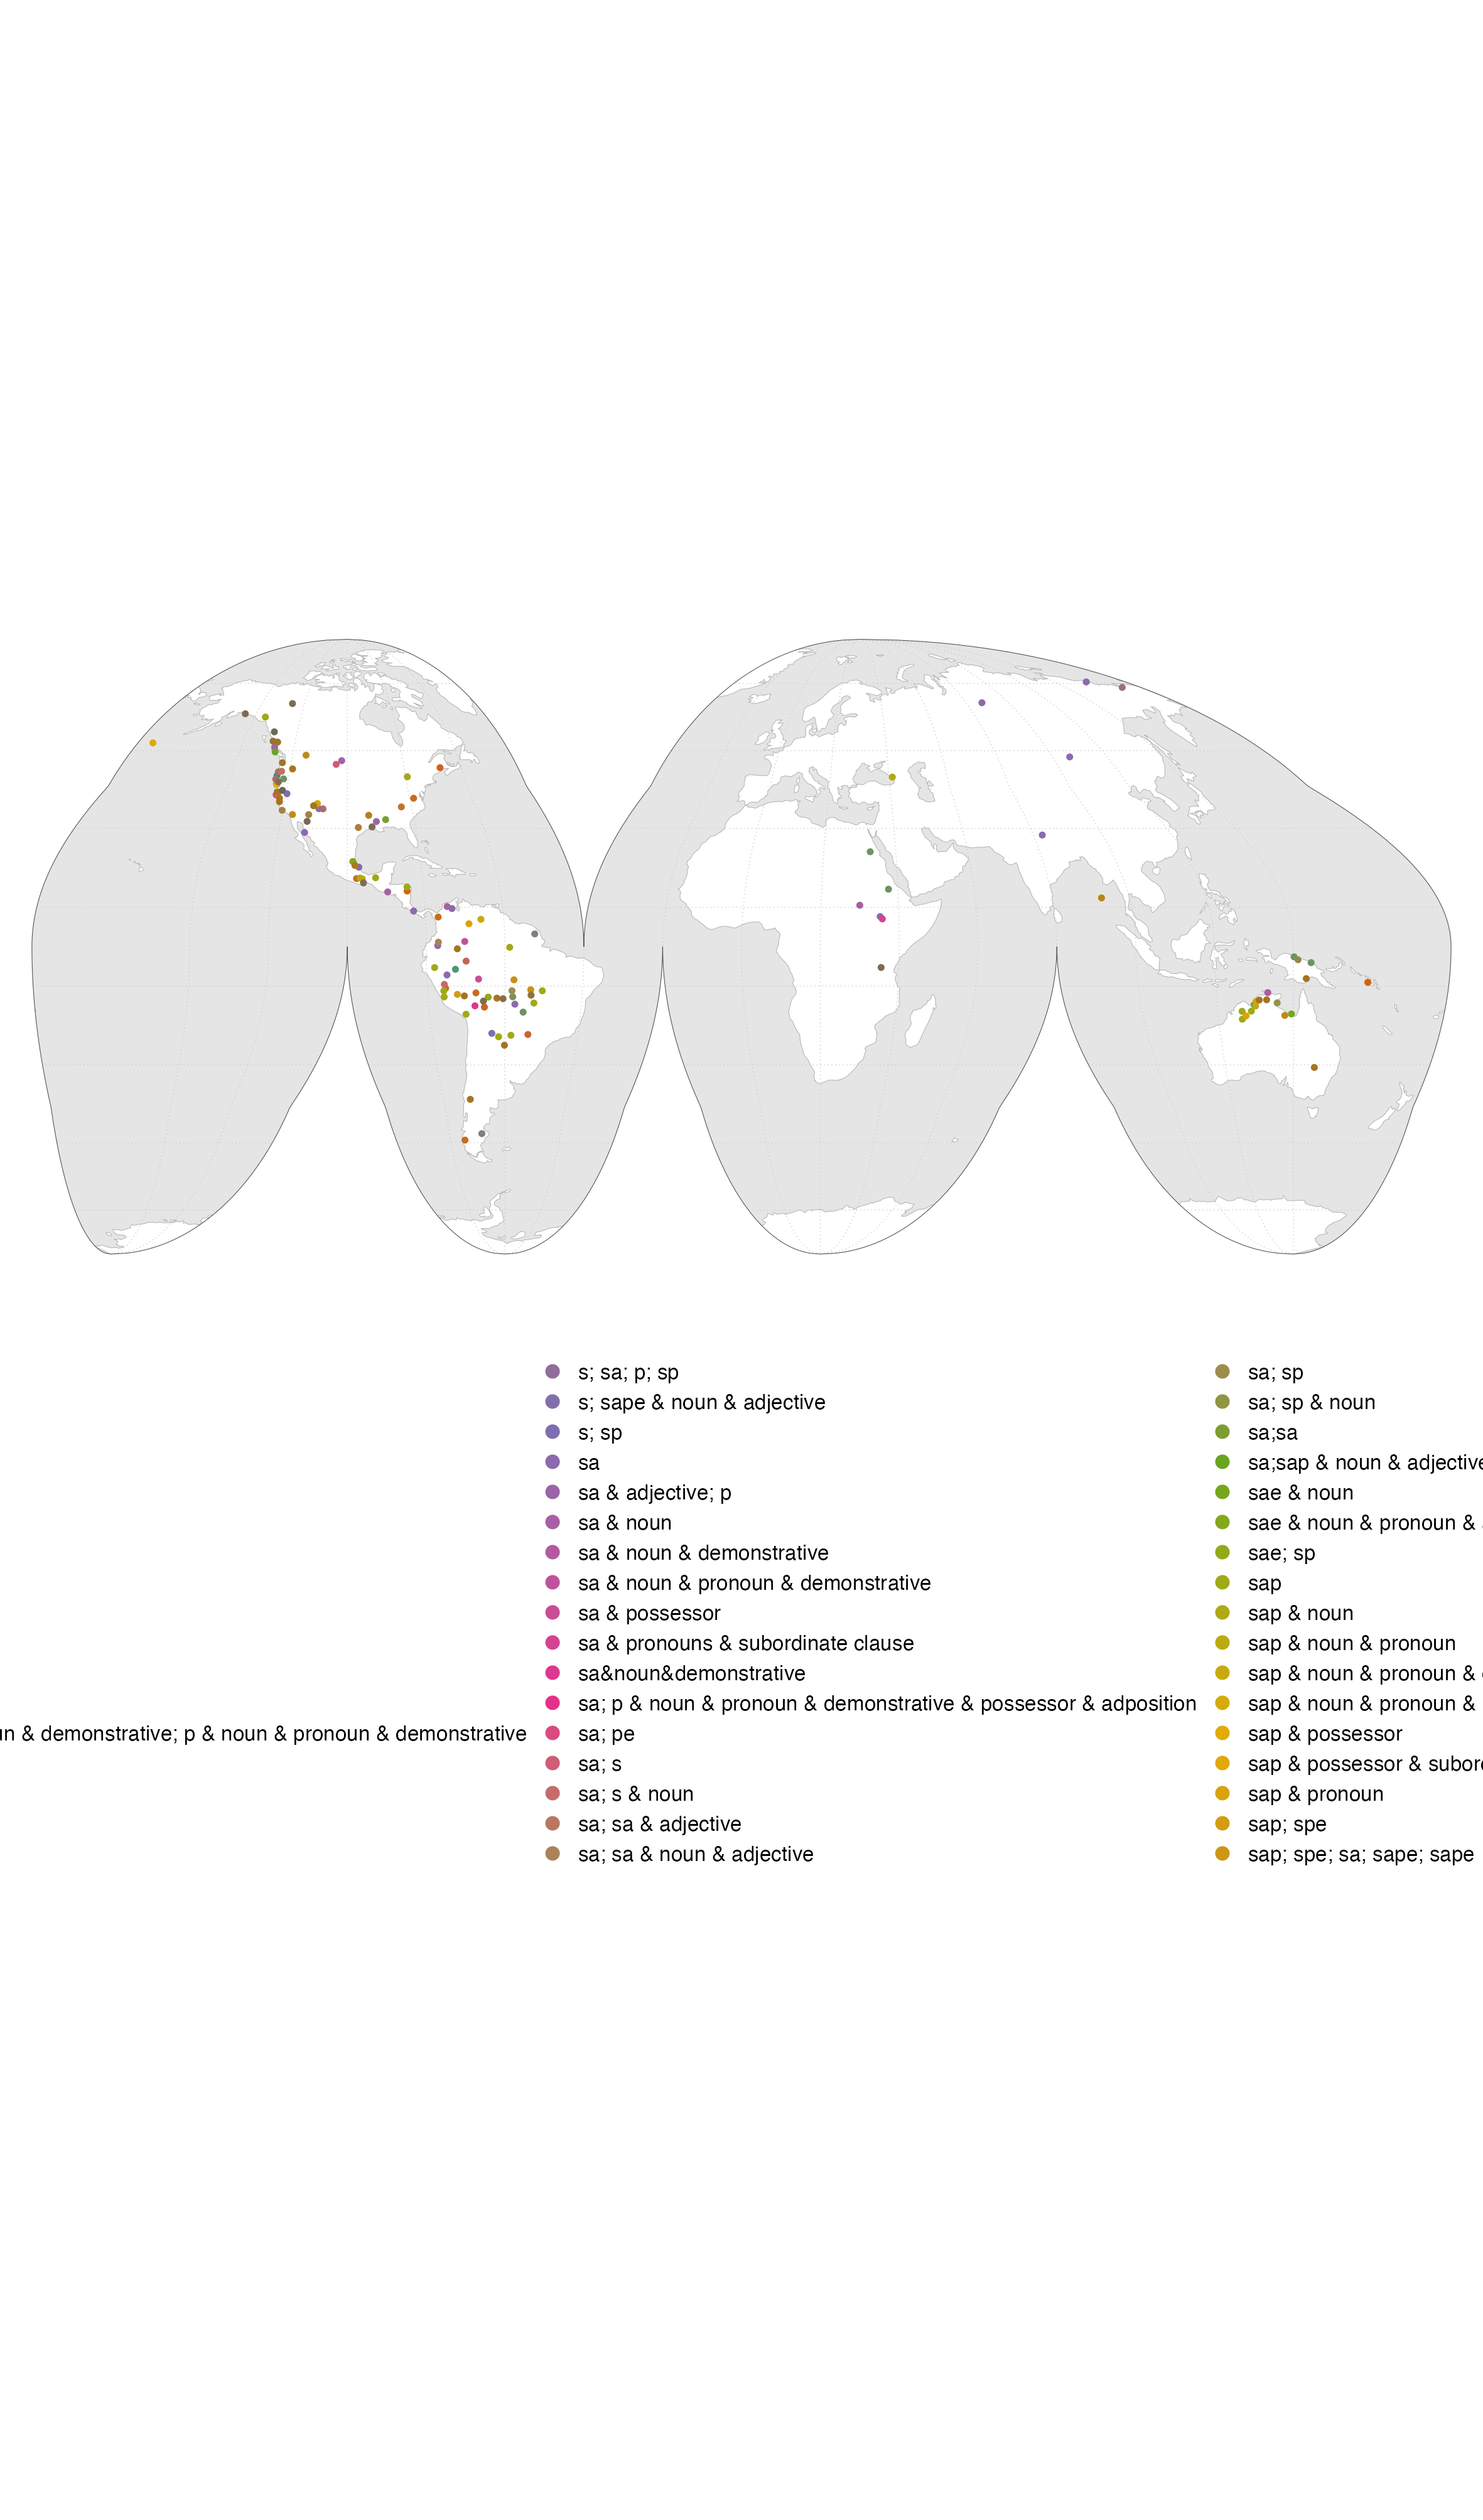 s; sa; p; sp
s; sape & noun & adjective
s; sp
sa
sa & adjective; p
sa & noun
sa & noun & demonstrative
sa & noun & pronoun & demonstrative
sa & possessor
sa & pronouns & subordinate clause
sa&noun&demonstrative
sa; p & noun & pronoun & demonstrative & possessor & adposition
& demonstrative; p & noun & pronoun & demonstrative
sa; pe
sa; s
sa; s & noun
sa; sa & adjective
sa; sa & noun & adjective
sa; sp
sa; sp & noun
sa;sa
sa;sap & noun & adjective
sae & noun
sae & noun & pronoun &
sae; sp
sap
sap & noun
sap & noun & pronoun
sap & noun & pronoun &
sap & noun & pronoun &
sap & possessor
sap & possessor &
sap & pronoun
sap; spe
sap; spe; sa; sape; sape